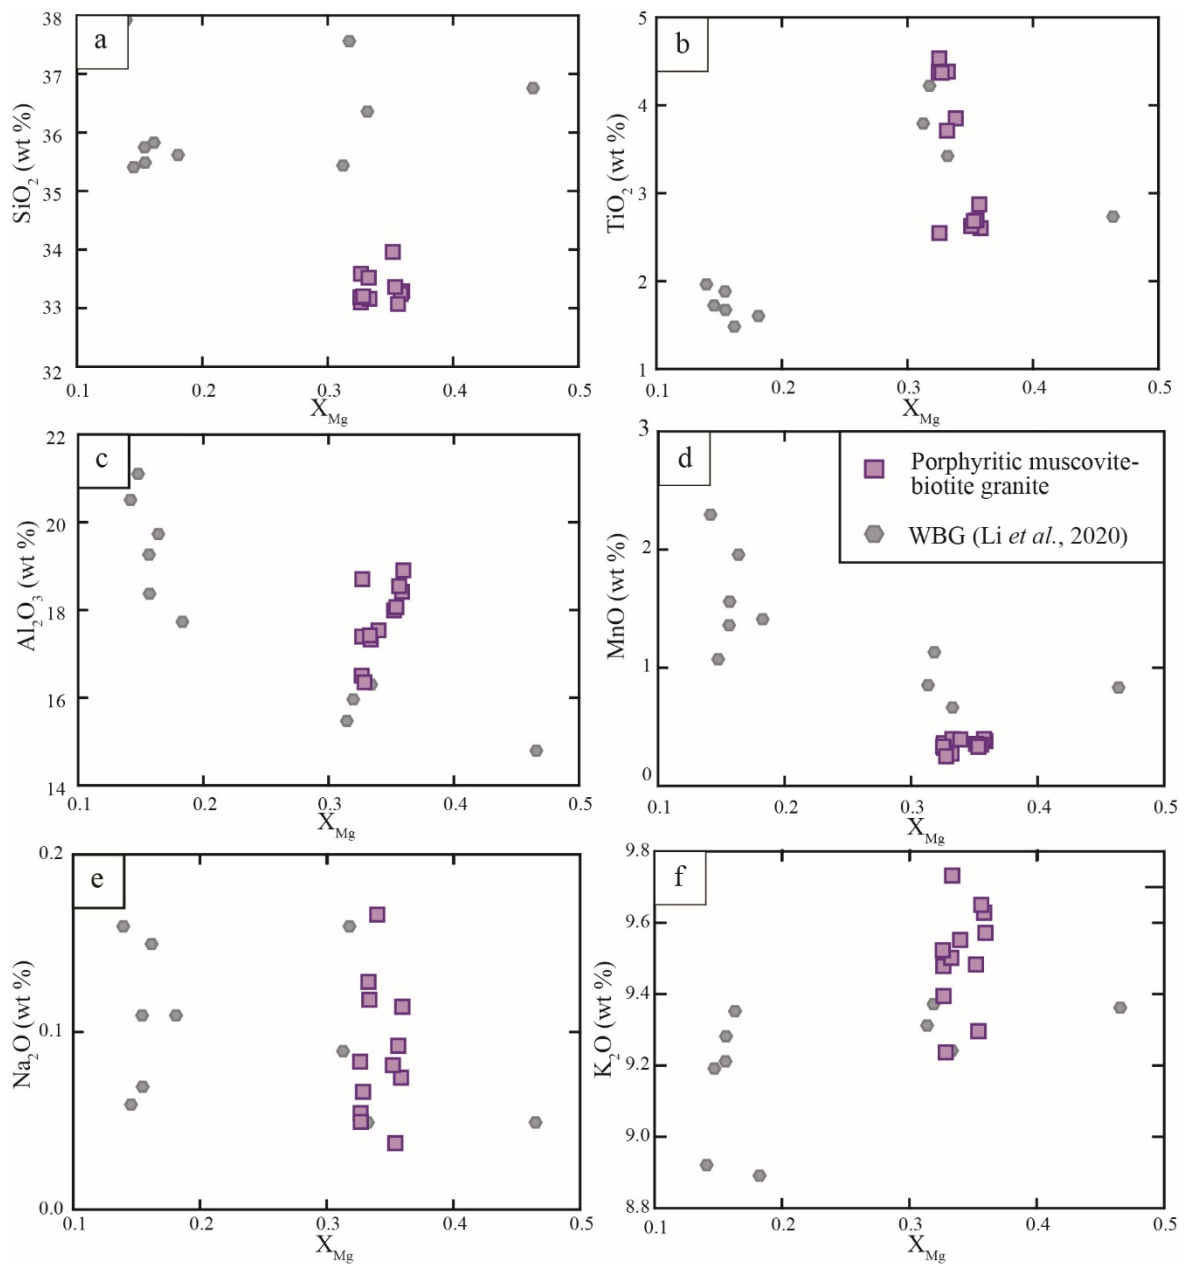 a
38
37
36
35
34
33
32
SiO2 (wt %)
0.1
0.2
0.3
0.4
0.5
XMg
b
5
4
3
2
1
TiO2 (wt %)
0.1
0.2
0.3
0.4
0.5
XMg
c
22
20
18
16
14
Al2O3 (wt %)
0.1
0.2
0.3
0.4
0.5
XMg
d
3
2
1
0
MnO (wt %)
Porphyritic muscovite-
biotite granite
WBG (Li et al., 2020)
0.1
0.2
0.3
0.4
0.5
XMg
e
0.2
0.1
0.0
Na2O (wt %)
0.1
0.2
0.3
0.4
0.5
XMg
f
9.8
9.6
9.4
9.2
9.0
8.8
K2O (wt %)
0.1
0.2
0.3
0.4
0.5
XMg